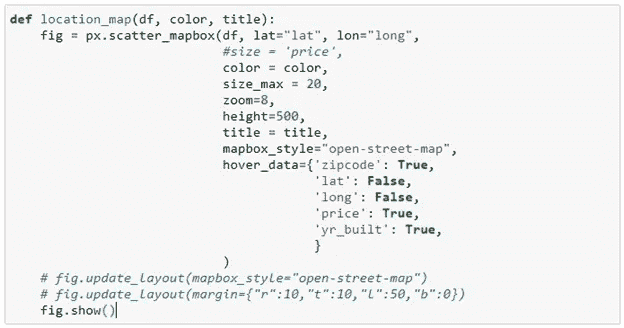 def location_map(df, color, title):
    fig = px.scatter_mapbox(df, lat="lat", lon="long",
                            #size = 'price',
                            color = color,
                            size_max = 20,
                            zoom=8,
                            height=500,
                            title = title,
                            mapbox_style="open-street-map",
                            hover_data={'zipcode': True,
                                        'lat': False,
                                        'long': False,
                                        'price': True,
                                        'yr_built': True,
                                        }
                            )
    # fig.update_layout(mapbox_style="open-street-map")
    # fig.update_layout(margin={"r":10,"t":10,"l":50,"b":0})
    fig.show()